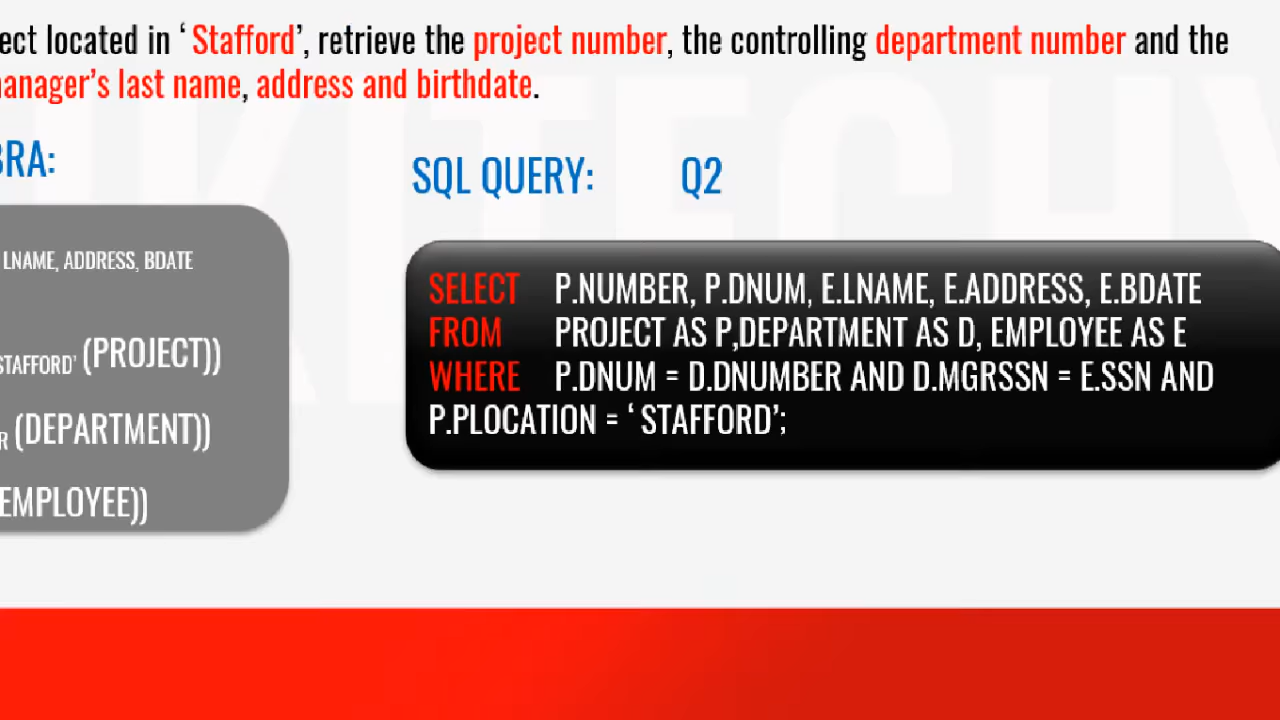 ect located in ‘Stafford’, retrieve the project number, the controlling department number and the
anager’s last name, address and birthdate.
BRA:
SQL QUERY: Q2
LNAME, ADDRESS, BDATE
STAFFORD’ (PROJECT))
R (DEPARTMENT))
EMPLOYEE))
SELECT P.NUMBER, P.DNUM, E.LNAME, E.ADDRESS, E.BDATE
FROM PROJECT AS P,DEPARTMENT AS D, EMPLOYEE AS E
WHERE P.DNUM = D.DNUMBER AND D.MGRSSN = E.SSN AND
P.PLOCATION = ‘ STAFFORD’;